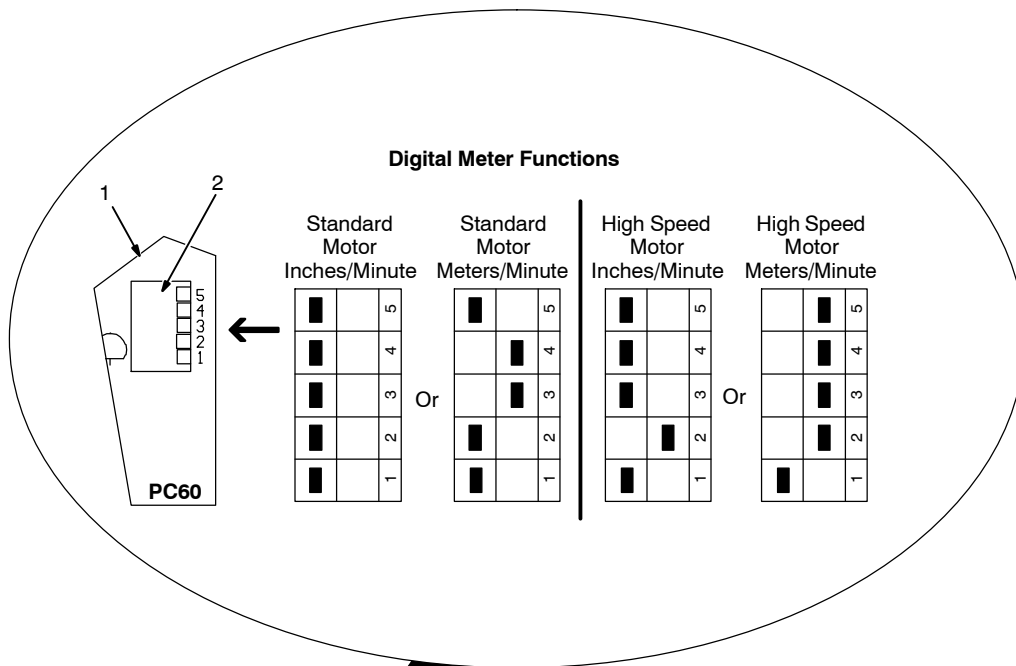 Digital Meter Functions
1
2
5
4
3
2
1
PC60
Standard
Motor
Inches/Minute
5
4
3
2
1
Or
Standard
Motor
Meters/Minute
5
4
3
2
1
High Speed
Motor
Inches/Minute
5
4
3
2
1
Or
High Speed
Motor
Meters/Minute
5
4
3
2
1